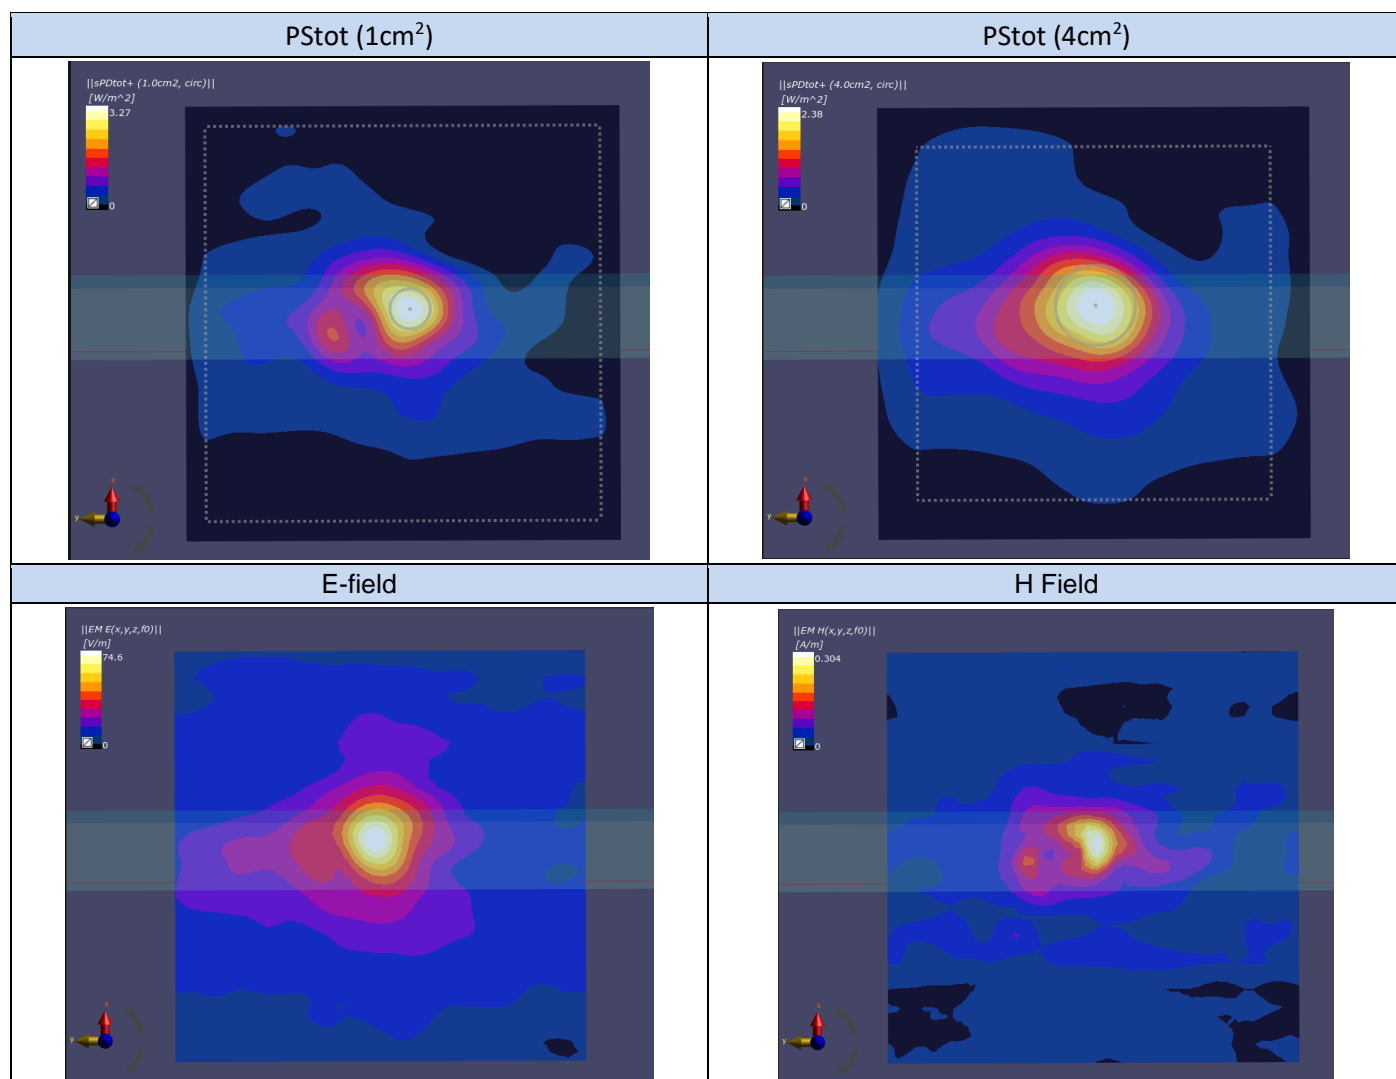 PStot (1cm²)
PStot (4cm²)
||sPDtot+ (1.0cm2, circ)||
[W/m^2]
3.27
0
x
y
||sPDtot+ (4.0cm2, circ)||
[W/m^2]
2.38
0
x
y
E-field
H Field
||EM E(x,y,z,f0)||
[V/m]
74.6
0
x
y
||EM H(x,y,z,f0)||
[A/m]
0.304
0
x
y